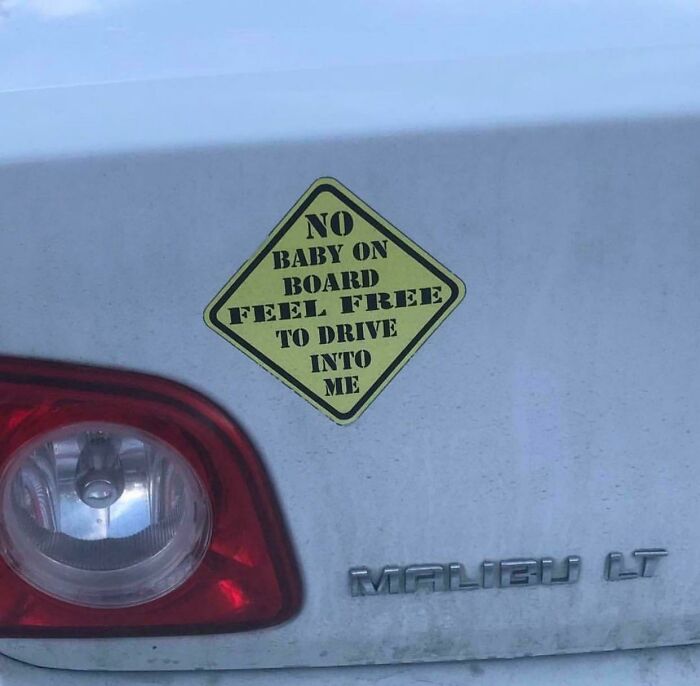 NO
BABY ON
BOARD
FEEL FREE
TO DRIVE
INTO
ME
MALIBU LT